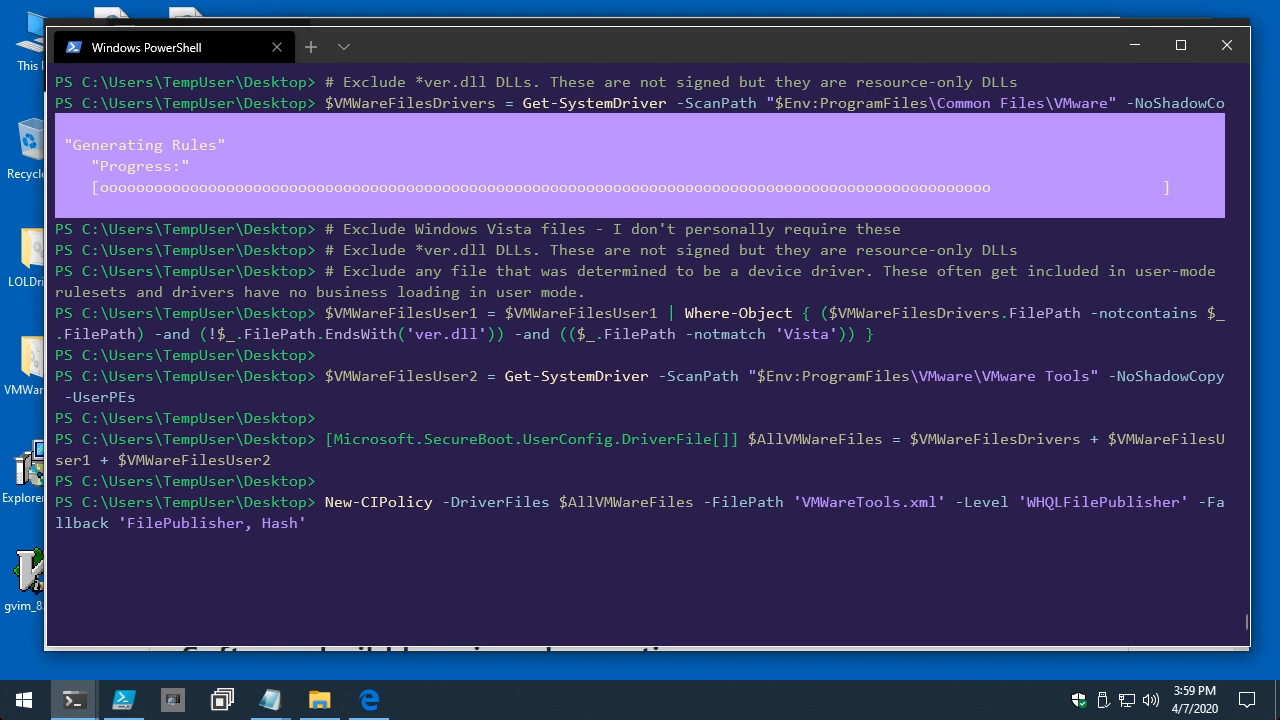 This
Windows PowerShell
PS C:\Users\TempUser\Desktop> # Exclude *ver.dll DLLs. These are not signed but they are resource-only DLLs
PS C:\Users\TempUser\Desktop> $VMWareFilesDrivers = Get-SystemDriver -ScanPath "$Env:ProgramFiles\Common Files\VMware" -NoShadowCo
"Generating Rules"
"Progress:"
[ooooooooooooooooooooooooooooooooooooooooooooooooooooooooooooooooooooooooooooooooooooooooooooooooooo ]
PS C:\Users\TempUser\Desktop> # Exclude Windows Vista files - I don't personally require these
PS C:\Users\TempUser\Desktop> # Exclude *ver.dll DLLs. These are not signed but they are resource-only DLLs
PS C:\Users\TempUser\Desktop> # Exclude any file that was determined to be a device driver. These often get included in user-mode
rulesets and drivers have no business loading in user mode.
PS C:\Users\TempUser\Desktop> $VMWareFilesUser1 = $VMWareFilesUser1 | Where-Object { ($VMWareFilesDrivers.FilePath -notcontains $_
.FilePath) -and (!$_.FilePath.EndsWith('ver.dll')) -and (($_.FilePath -notmatch 'Vista')) }
PS C:\Users\TempUser\Desktop>
PS C:\Users\TempUser\Desktop> $VMWareFilesUser2 = Get-SystemDriver -ScanPath "$Env:ProgramFiles\VMware\VMware Tools" -NoShadowCopy
-UserPEs
PS C:\Users\TempUser\Desktop>
PS C:\Users\TempUser\Desktop> [Microsoft.SecureBoot.UserConfig.DriverFile[]] $AllVMWareFiles = $VMWareFilesDrivers + $VMWareFilesU
ser1 + $VMWareFilesUser2
PS C:\Users\TempUser\Desktop>
PS C:\Users\TempUser\Desktop> New-CIPolicy -DriverFiles $AllVMWareFiles -FilePath 'VMWareTools.xml' -Level 'WHQLFilePublisher' -Fa
llback 'FilePublisher, Hash'
Recycl
LOLDri
VMWar
Explorer
gvim_8.
3:59 PM
4/7/2020